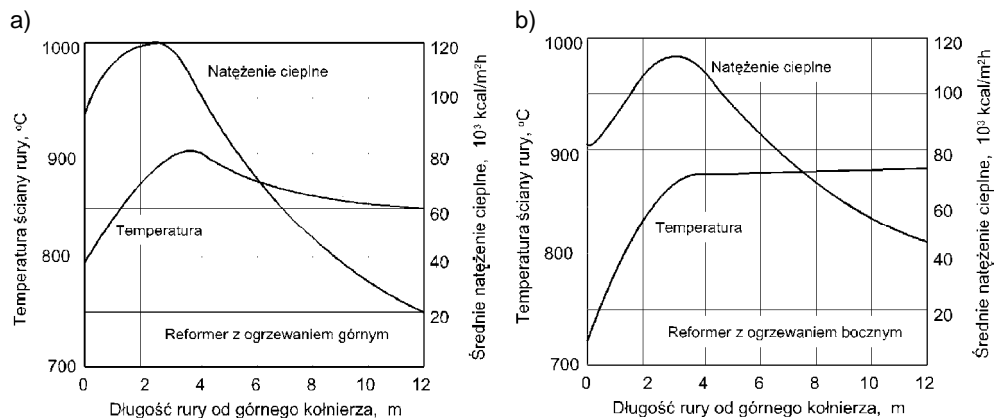 a)
Temperatura ściany rury, °C
1000
900
800
700
Natężenie cieplne
Temperatura
Reformer z ogrzewaniem górnym
120
100
80
60
40
20
Średnie natężenie cieplne, 10³ kcal/m²h
0 2 4 6 8 10 12
Długość rury od górnego kołnierza, m
b)
Temperatura ściany rury, °C
1000
900
800
700
Natężenie cieplne
Temperatura
Reformer z ogrzewaniem bocznym
120
100
80
60
40
20
Średnie natężenie cieplne, 10³ kcal/m²h
0 2 4 6 8 10 12
Długość rury od górnego kołnierza, m